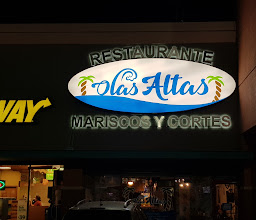 RESTAURANTE
Olas Altas
MARISCOS Y CORTES
WAY